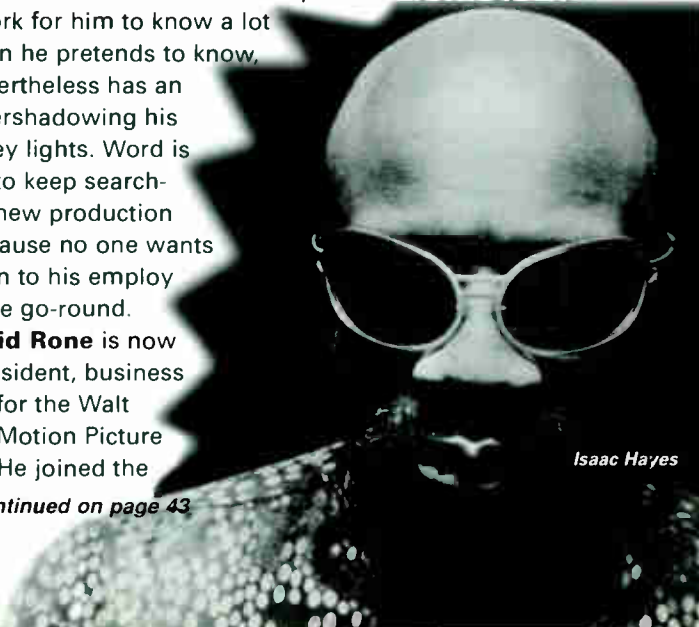 rk for him to know a lot
n he pretends to know,
ertheless has an
ershadowing his
ey lights. Word is
to keep search-
new production
ause no one wants
n to his employ
e go-round.
id Rone is now
sident, business
for the Walt
Motion Picture
He joined the
ntinued on page 43
Isaac Hayes